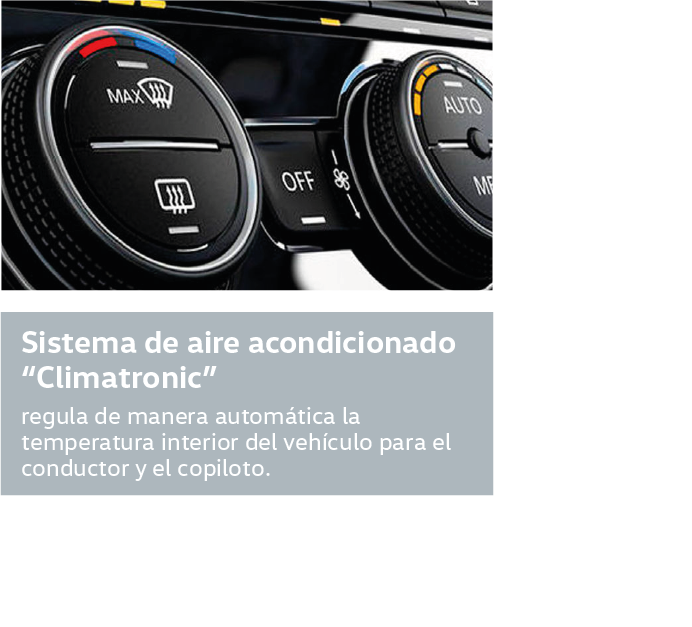 MAX
OFF
AUTO
Sistema de aire acondicionado
“Climatronic”
regula de manera automática la
temperatura interior del vehículo para el
conductor y el copiloto.